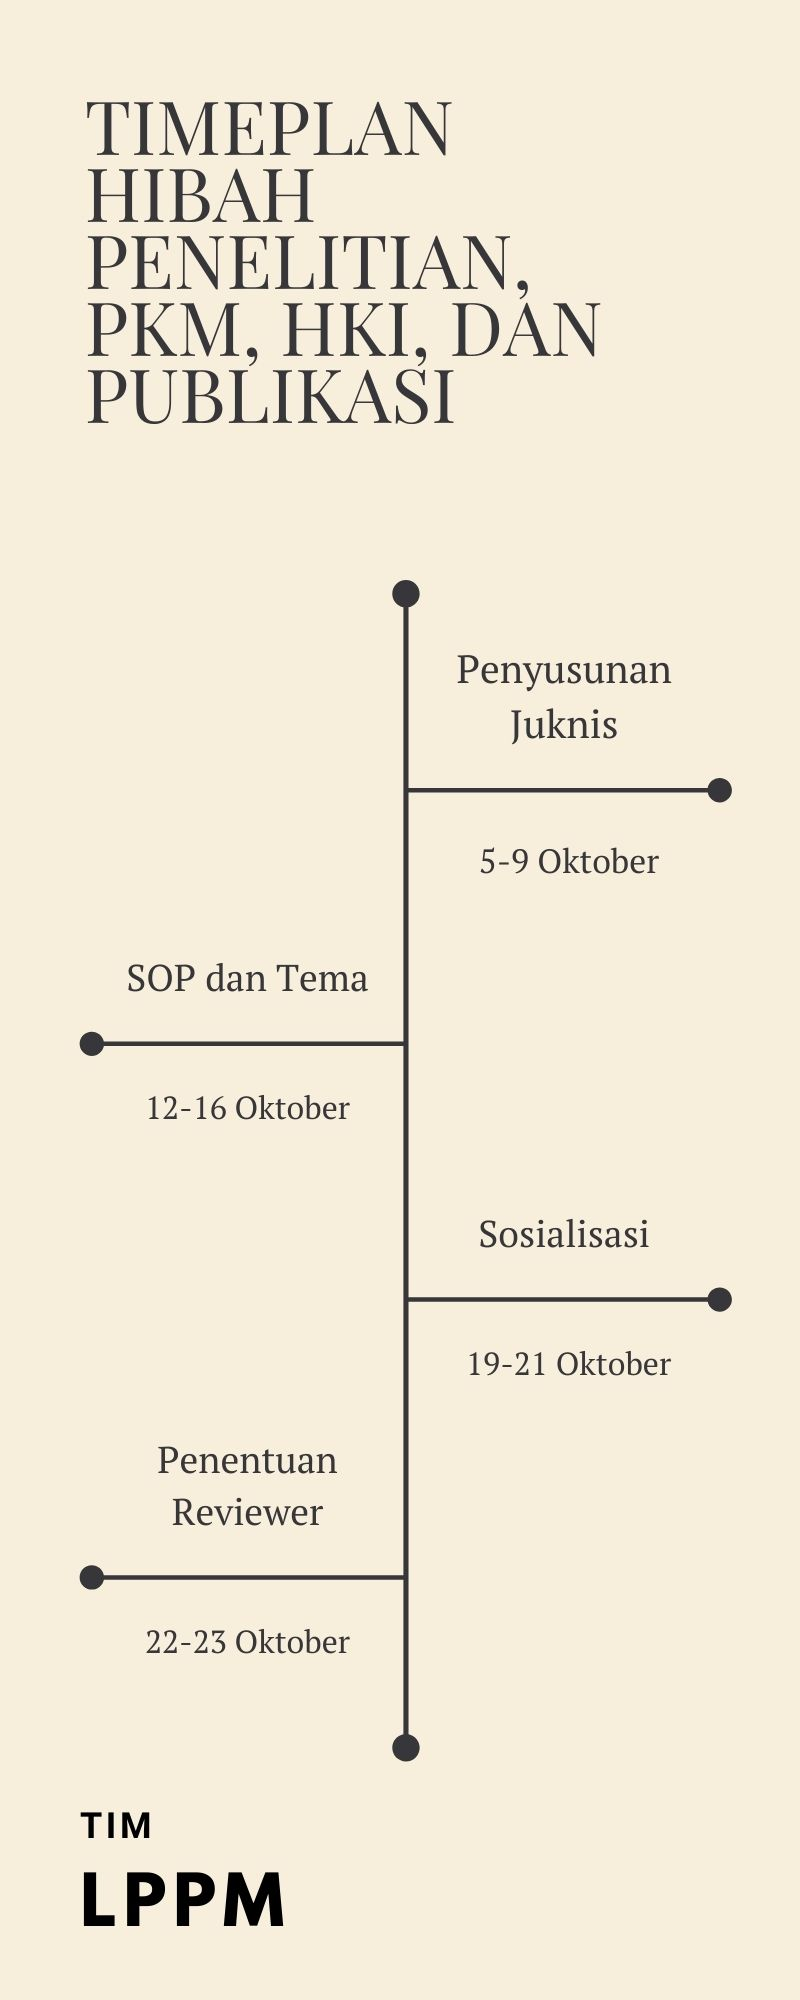 TIMEPLAN
HIBAH
PENELITIAN,
PKM, HKI, DAN
PUBLIKASI
Penyusunan
Juknis
5-9 Oktober
SOP dan Tema
12-16 Oktober
Sosialisasi
19-21 Oktober
Penentuan
Reviewer
22-23 Oktober
TIM
LPPM